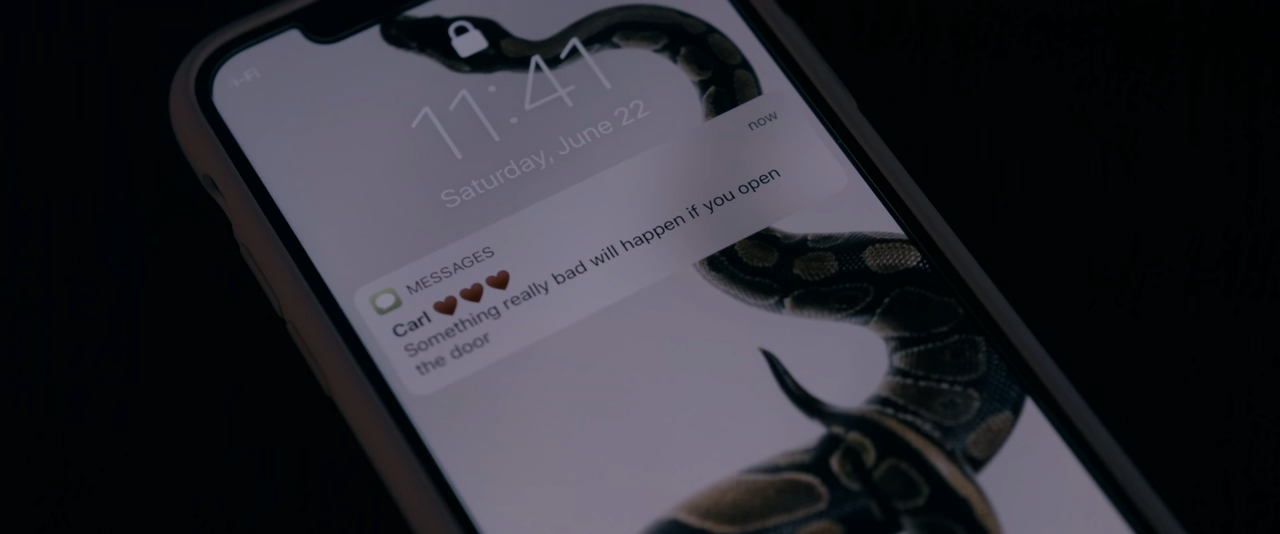 11:41
Saturday, June 22
MESSAGES
now
Carl ❤️❤️❤️
Something really bad will happen if you open
the door